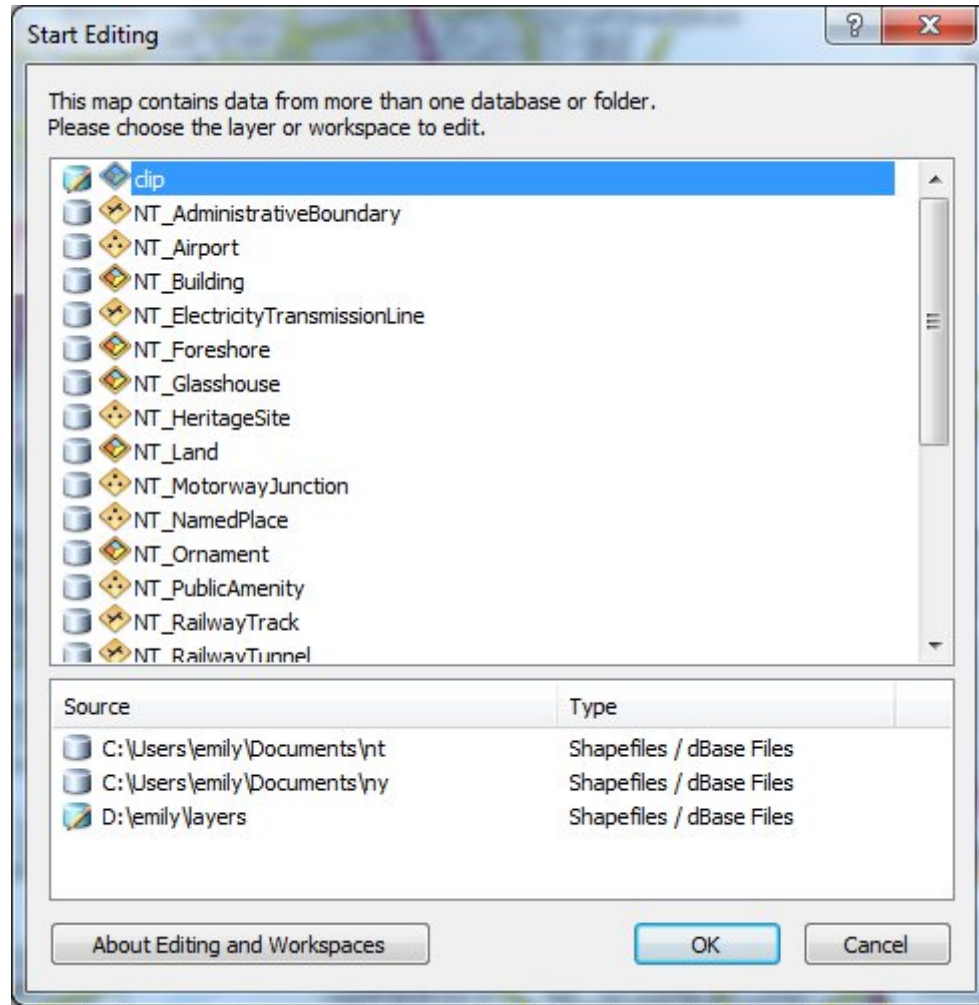 Start Editing
This map contains data from more than one database or folder.
Please choose the layer or workspace to edit.
clip
NT_AdministrativeBoundary
NT_Airport
NT_Building
NT_ElectricityTransmissionLine
NT_Foreshore
NT_Glasshouse
NT_HeritageSite
NT_Land
NT_MotorwayJunction
NT_NamedPlace
NT_Ornament
NT_PublicAmenity
NT_RailwayTrack
NT_RailwayTunnel
Source Type
C:\Users\emily\Documents\nt Shapefiles / dBase Files
C:\Users\emily\Documents\ny Shapefiles / dBase Files
D:\emily\layers Shapefiles / dBase Files
About Editing and Workspaces OK Cancel